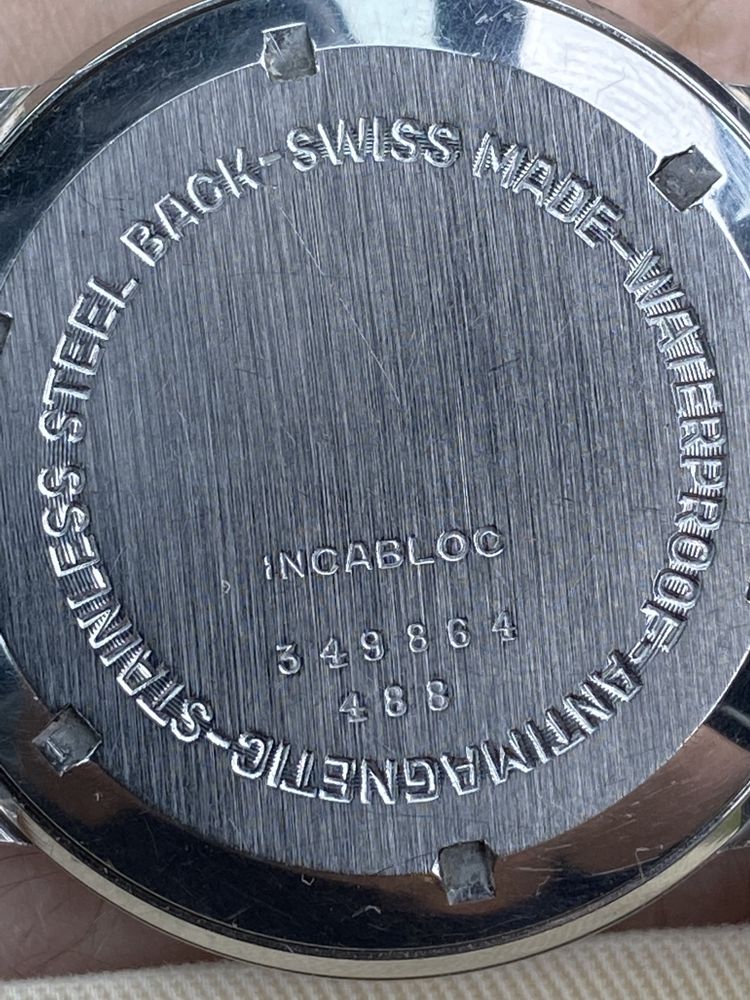 STAINLESS STEEL BACK-SWISS MADE-WATERPROOF-ANTIMAGNETIC-
INCABLOC
349864
488